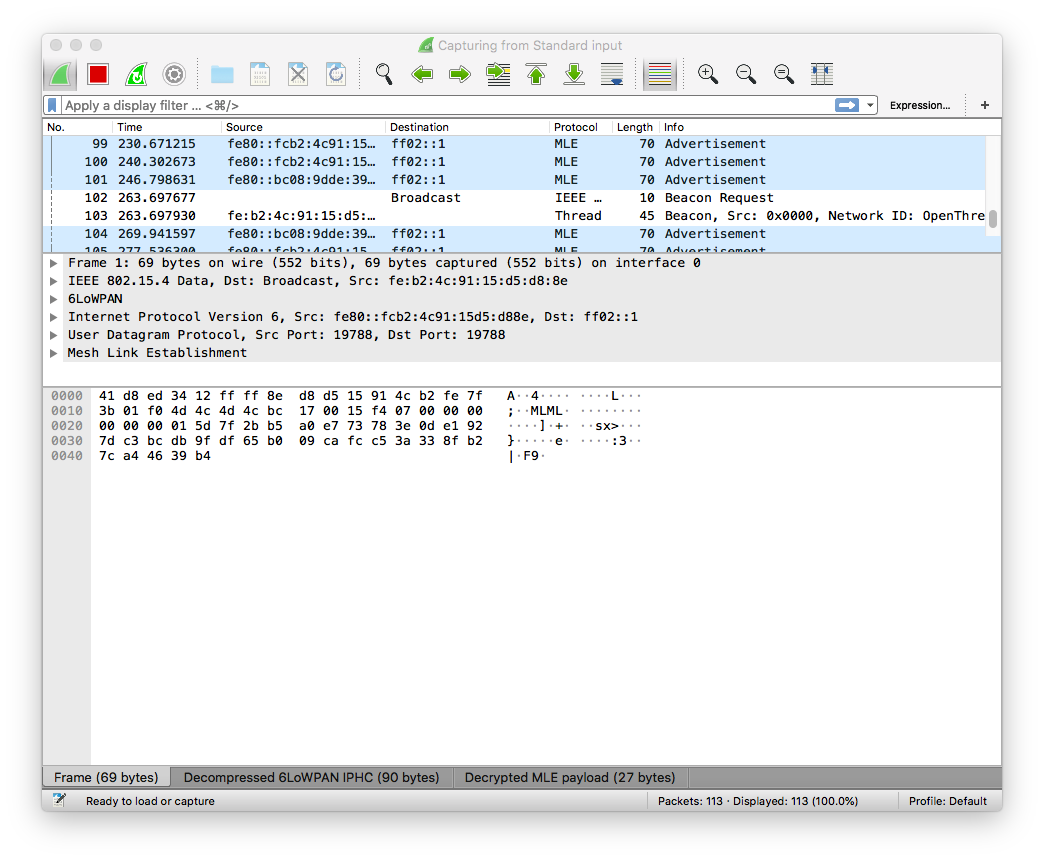 Capturing from Standard input
Apply a display filter ... <⌘/> Expression... +
No. Time Source Destination Protocol Length Info
99 230.671215 fe80::fcb2:4c91:15… ff02::1 MLE 70 Advertisement
100 240.302673 fe80::fcb2:4c91:15… ff02::1 MLE 70 Advertisement
101 246.798631 fe80::bc08:9dde:39… ff02::1 MLE 70 Advertisement
102 263.697677 Broadcast IEEE … 10 Beacon Request
103 263.697930 fe:b2:4c:91:15:d5:… Thread 45 Beacon, Src: 0x0000, Network ID: OpenThre
104 269.941597 fe80::bc08:9dde:39… ff02::1 MLE 70 Advertisement
105 277.536300 fe80::fcb2:4c91:15… ff02::1 MLE 70 Advertisement
Frame 1: 69 bytes on wire (552 bits), 69 bytes captured (552 bits) on interface 0
IEEE 802.15.4 Data, Dst: Broadcast, Src: fe:b2:4c:91:15:d5:d8:8e
6LoWPAN
Internet Protocol Version 6, Src: fe80::fcb2:4c91:15d5:d88e, Dst: ff02::1
User Datagram Protocol, Src Port: 19788, Dst Port: 19788
Mesh Link Establishment
0000 41 d8 ed 34 12 ff ff 8e d8 d5 15 91 4c b2 fe 7f A··4···· ····L···
0010 3b 01 f0 4d 4c 4d 4c bc 17 00 15 f4 07 00 00 00 ;··MLML· ········
0020 00 00 00 01 5d 7f 2b b5 a0 e7 73 78 3e 0d e1 92 ····]·+· ··sx>···
0030 7d c3 bc db 9f df 65 b0 09 ca fc c5 3a 33 8f b2 }·····e· ····:3··
0040 7c a4 46 39 b4 |·F9·
Frame (69 bytes) Decompressed 6LoWPAN IPHC (90 bytes) Decrypted MLE payload (27 bytes)
Ready to load or capture Packets: 113 · Displayed: 113 (100.0%) Profile: Default